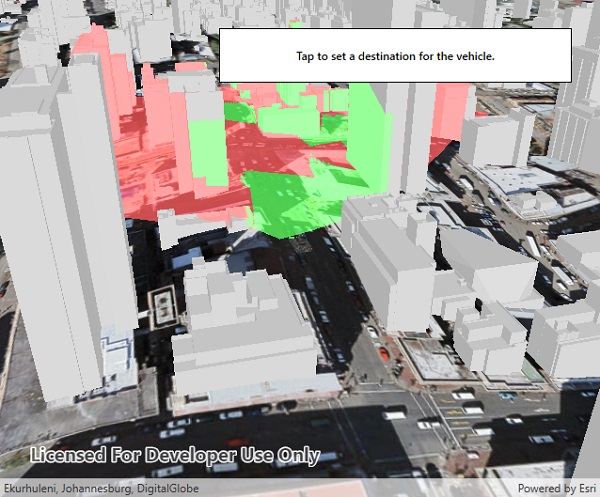 Tap to set a destination for the vehicle.
Licensed For Developer Use Only
Ekurhuleni, Johannesburg, DigitalGlobe
Powered by Esri